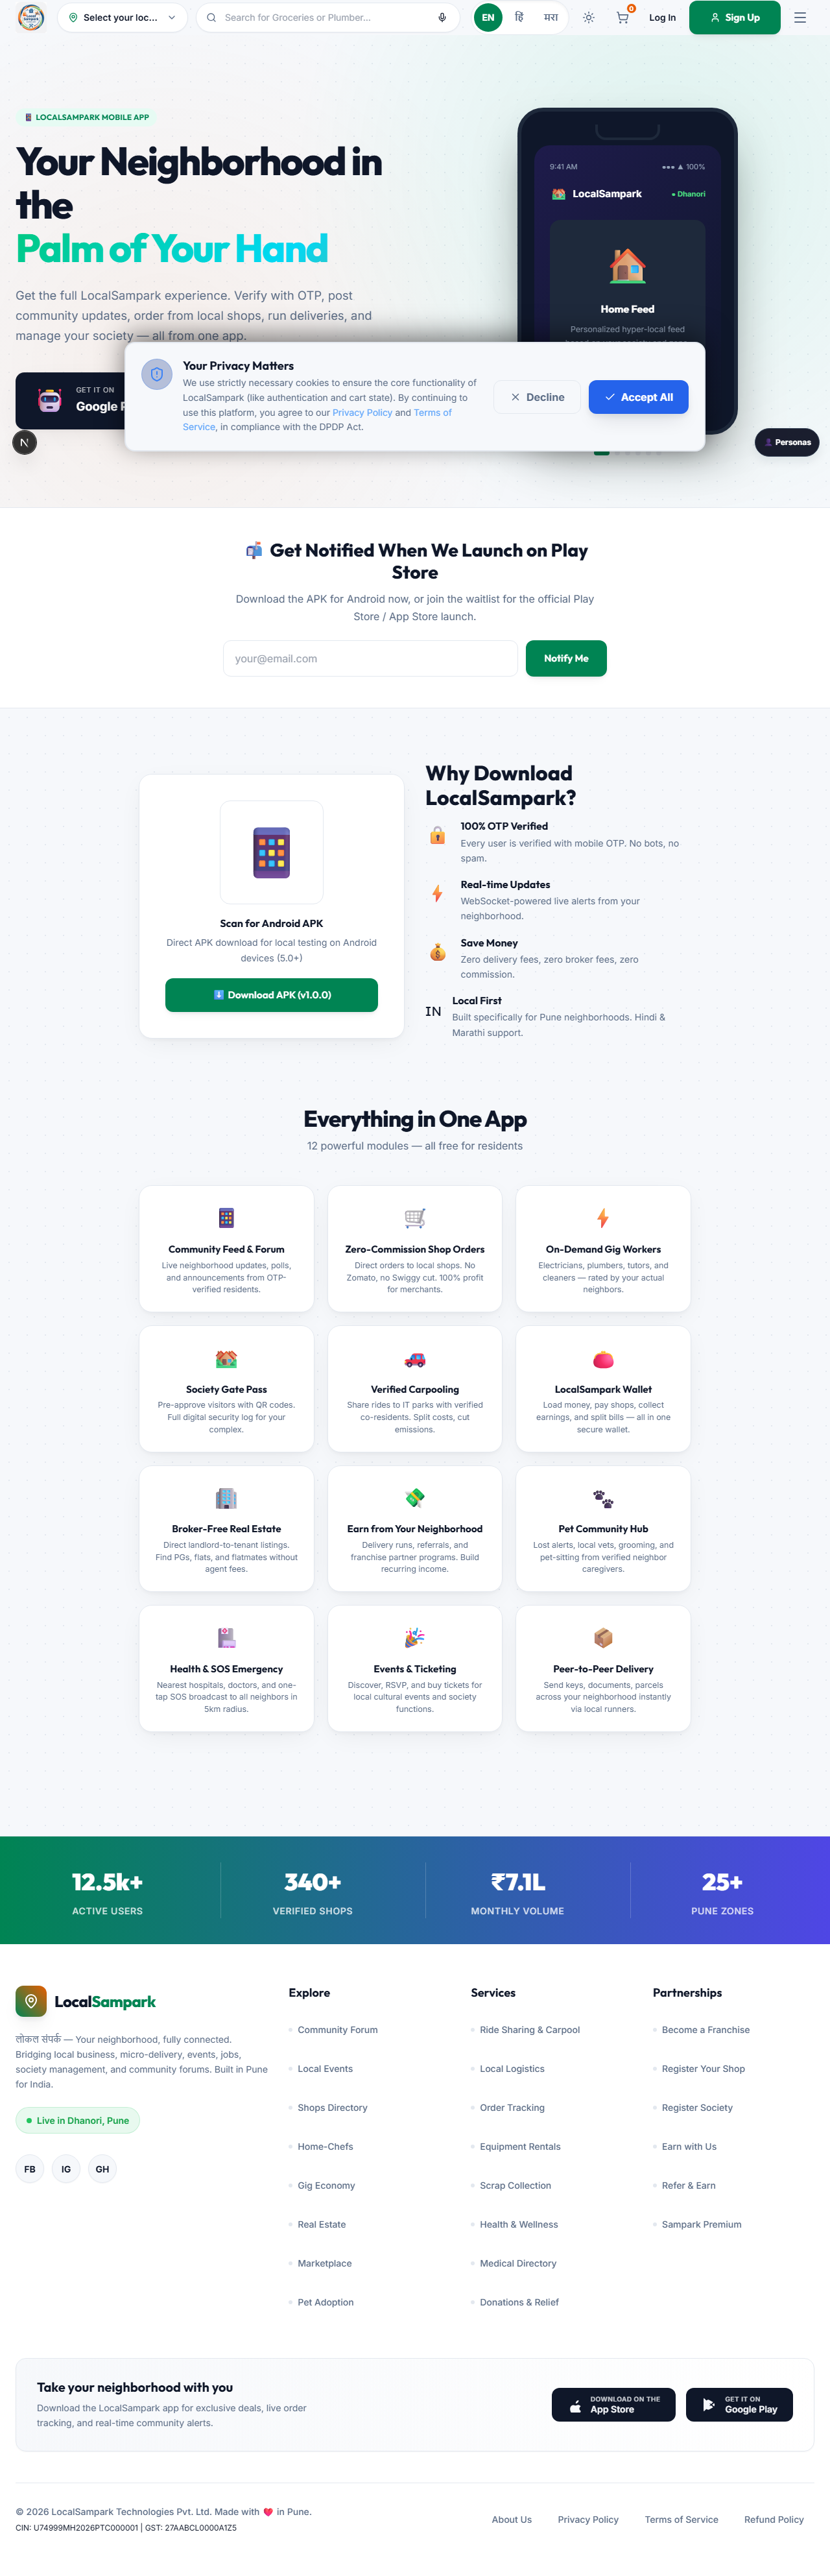 Select your loc...
Search for Groceries or Plumber...
EN
हिं
मरा
0
Log In
Sign Up
LOCALSAMPARK MOBILE APP
Your Neighborhood in
the
Palm of Your Hand
Get the full LocalSampark experience. Verify with OTP, post
community updates, order from local shops, run deliveries, and
manage your society — all from one app.
GET IT ON
Google P
9:41 AM
●●● ▲ 100%
LocalSampark
● Dhanori
Home Feed
Personalized hyper-local feed
Your Privacy Matters
We use strictly necessary cookies to ensure the core functionality of
LocalSampark (like authentication and cart state). By continuing to
use this platform, you agree to our Privacy Policy and Terms of
Service, in compliance with the DPDP Act.
Decline
Accept All
N
Personas
Get Notified When We Launch on Play
Store
Download the APK for Android now, or join the waitlist for the official Play
Store / App Store launch.
your@email.com
Notify Me
Scan for Android APK
Direct APK download for local testing on Android
devices (5.0+)
Download APK (v1.0.0)
Why Download
LocalSampark?
100% OTP Verified
Every user is verified with mobile OTP. No bots, no
spam.
Real-time Updates
WebSocket-powered live alerts from your
neighborhood.
Save Money
Zero delivery fees, zero broker fees, zero
commission.
IN
Local First
Built specifically for Pune neighborhoods. Hindi &
Marathi support.
Everything in One App
12 powerful modules — all free for residents
Community Feed & Forum
Live neighborhood updates, polls,
and announcements from OTP-
verified residents.
Zero-Commission Shop Orders
Direct orders to local shops. No
Zomato, no Swiggy cut. 100% profit
for merchants.
On-Demand Gig Workers
Electricians, plumbers, tutors, and
cleaners — rated by your actual
neighbors.
Society Gate Pass
Pre-approve visitors with QR codes.
Full digital security log for your
complex.
Verified Carpooling
Share rides to IT parks with verified
co-residents. Split costs, cut
emissions.
LocalSampark Wallet
Load money, pay shops, collect
earnings, and split bills — all in one
secure wallet.
Broker-Free Real Estate
Direct landlord-to-tenant listings.
Find PGs, flats, and flatmates without
agent fees.
Earn from Your Neighborhood
Delivery runs, referrals, and
franchise partner programs. Build
recurring income.
Pet Community Hub
Lost alerts, local vets, grooming, and
pet-sitting from verified neighbor
caregivers.
Health & SOS Emergency
Nearest hospitals, doctors, and one-
tap SOS broadcast to all neighbors in
5km radius.
Events & Ticketing
Discover, RSVP, and buy tickets for
local cultural events and society
functions.
Peer-to-Peer Delivery
Send keys, documents, parcels
across your neighborhood instantly
via local runners.
12.5k+
ACTIVE USERS
340+
VERIFIED SHOPS
₹7.1L
MONTHLY VOLUME
25+
PUNE ZONES
LocalSampark
लोकल संपर्क — Your neighborhood, fully connected.
Bridging local business, micro-delivery, events, jobs,
society management, and community forums. Built in Pune
for India.
Live in Dhanori, Pune
FB
IG
GH
Explore
Community Forum
Local Events
Shops Directory
Home-Chefs
Gig Economy
Real Estate
Marketplace
Pet Adoption
Services
Ride Sharing & Carpool
Local Logistics
Order Tracking
Equipment Rentals
Scrap Collection
Health & Wellness
Medical Directory
Donations & Relief
Partnerships
Become a Franchise
Register Your Shop
Register Society
Earn with Us
Refer & Earn
Sampark Premium
Take your neighborhood with you
Download the LocalSampark app for exclusive deals, live order
tracking, and real-time community alerts.
DOWNLOAD ON THE
App Store
GET IT ON
Google Play
© 2026 LocalSampark Technologies Pvt. Ltd. Made with ❤️ in Pune.
CIN: U74999MH2026PTC000001 | GST: 27AABCL0000A1Z5
About Us
Privacy Policy
Terms of Service
Refund Policy